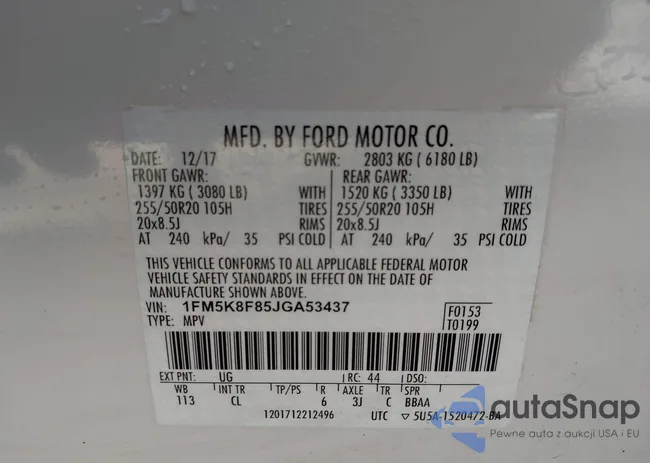 MFD. BY FORD MOTOR CO.
DATE: 12/17 GVWR: 2803 KG ( 6180 LB)
FRONT GAWR: REAR GAWR:
1397 KG ( 3080 LB) WITH 1520 KG ( 3350 LB) WITH
255/50R20 105H TIRES 255/50R20 105H TIRES
20x8.5J RIMS 20x8.5J RIMS
AT 240 kPa/ 35 PSI COLD AT 240 kPa/ 35 PSI COLD
THIS VEHICLE CONFORMS TO ALL APPLICABLE FEDERAL MOTOR
VEHICLE SAFETY STANDARDS IN EFFECT ON THE DATE OF
MANUFACTURE SHOWN ABOVE.
VIN: 1FM5K8F85JGA53437 F0153
TYPE: MPV T0199
EXT PNT: UG RC: 44 DSO:
WB INT TR TP/PS R AXLE TR SPR
113 CL 6 3J C BBAA
1201712212496 UTC ▽ 5U5A-1520472-BA
autoSnap
Pewne auta z aukcji USA i EU